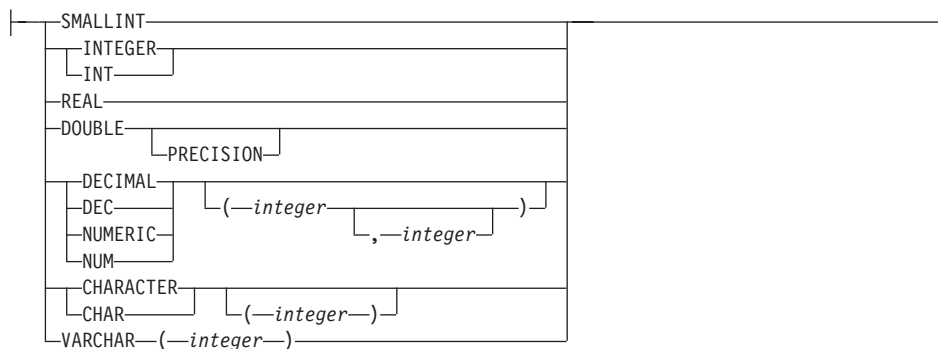 SMALLINT
INTEGER
INT
REAL
DOUBLE
PRECISION
DECIMAL
DEC ( integer )
NUMERIC , integer
NUM
CHARACTER
CHAR ( integer )
VARCHAR ( integer )